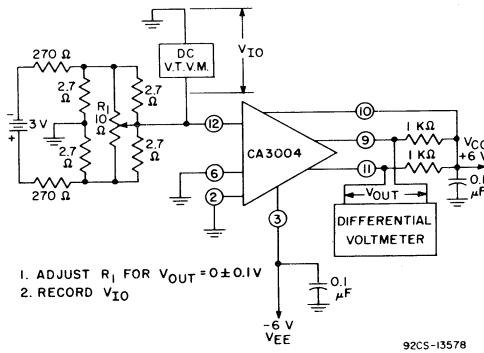 270 Ω
2.7
Ω
2.7
Ω
R1
10
Ω
3 V
2.7
Ω
2.7
Ω
270 Ω
DC
V.T.V.M.
VIO
12
6
2
CA3004
10
9
11
3
1 KΩ
1 KΩ
VCC
+6 V
0.1
μF
VOUT
DIFFERENTIAL
VOLTMETER
0.1
μF
-6 V
VEE
1. ADJUST R1 FOR VOUT = 0 ± 0.1 V
2. RECORD VIO
92CS-13578